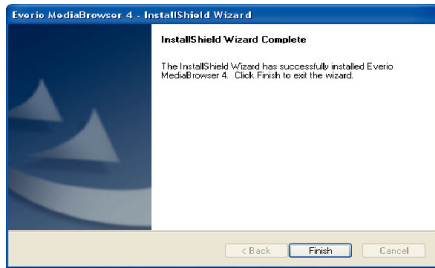 Everio MediaBrowser 4 - InstallShield Wizard
InstallShield Wizard Complete
The InstallShield Wizard has successfully installed Everio
MediaBrowser 4. Click Finish to exit the wizard.
< Back
Finish
Cancel